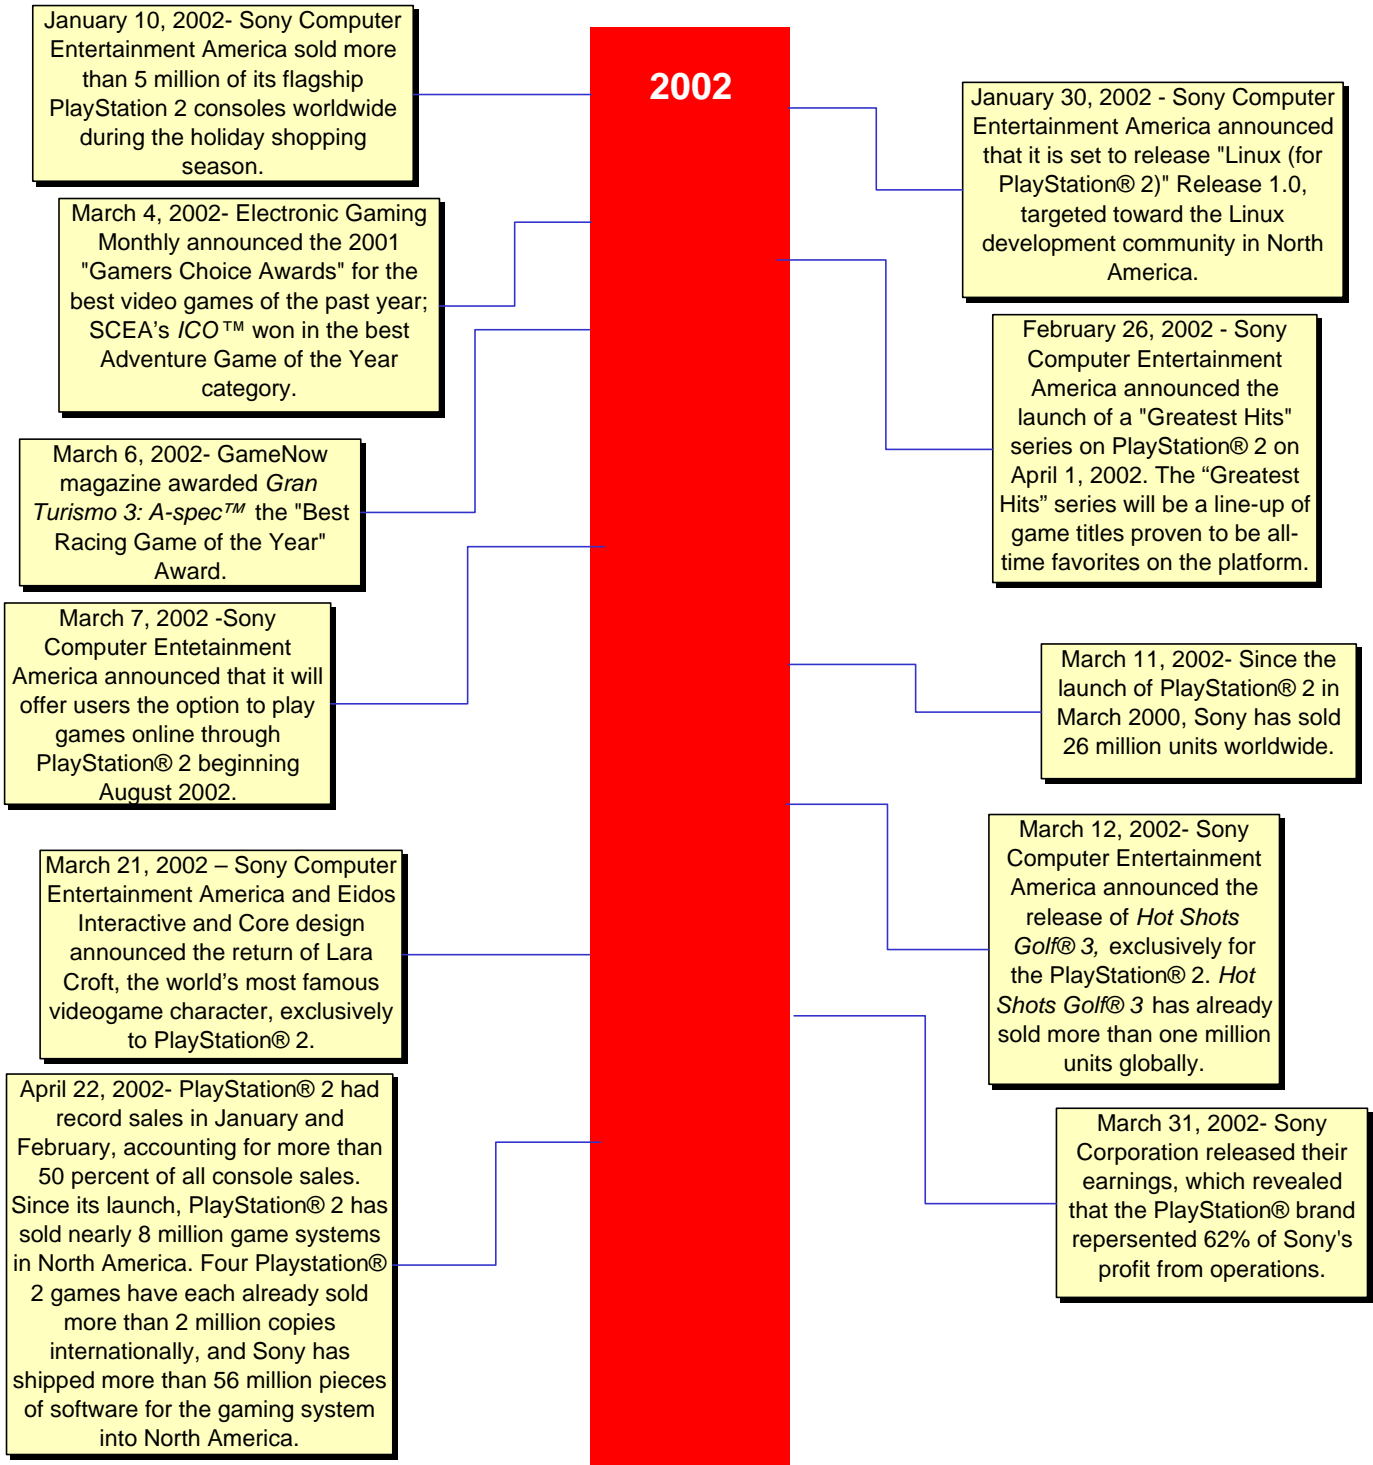 2002
January 10, 2002- Sony Computer
Entertainment America sold more
than 5 million of its flagship
PlayStation 2 consoles worldwide
during the holiday shopping
season.
January 30, 2002 - Sony Computer
Entertainment America announced
that it is set to release "Linux (for
PlayStation® 2)" Release 1.0,
targeted toward the Linux
development community in North
America.
March 4, 2002- Electronic Gaming
Monthly announced the 2001
"Gamers Choice Awards" for the
best video games of the past year;
SCEA's ICO™ won in the best
Adventure Game of the Year
category.
February 26, 2002 - Sony
Computer Entertainment
America announced the
launch of a "Greatest Hits"
series on PlayStation® 2 on
April 1, 2002. The “Greatest
Hits” series will be a line-up of
game titles proven to be all-
time favorites on the platform.
March 6, 2002- GameNow
magazine awarded Gran
Turismo 3: A-spec™ the "Best
Racing Game of the Year"
Award.
March 7, 2002 -Sony
Computer Entetainment
America announced that it will
offer users the option to play
games online through
PlayStation® 2 beginning
August 2002.
March 11, 2002- Since the
launch of PlayStation® 2 in
March 2000, Sony has sold
26 million units worldwide.
March 12, 2002- Sony
Computer Entertainment
America announced the
release of Hot Shots
Golf® 3, exclusively for
the PlayStation® 2. Hot
Shots Golf® 3 has already
sold more than one million
units globally.
March 21, 2002 – Sony Computer
Entertainment America and Eidos
Interactive and Core design
announced the return of Lara
Croft, the world’s most famous
videogame character, exclusively
to PlayStation® 2.
March 31, 2002- Sony
Corporation released their
earnings, which revealed
that the PlayStation® brand
repersented 62% of Sony's
profit from operations.
April 22, 2002- PlayStation® 2 had
record sales in January and
February, accounting for more than
50 percent of all console sales.
Since its launch, PlayStation® 2 has
sold nearly 8 million game systems
in North America. Four Playstation®
2 games have each already sold
more than 2 million copies
internationally, and Sony has
shipped more than 56 million pieces
of software for the gaming system
into North America.